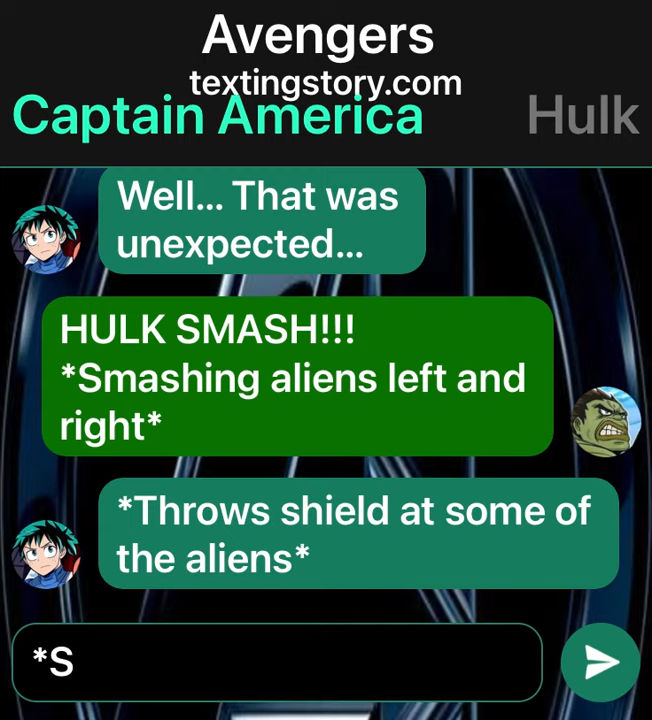 Avengers
textingstory.com
Captain America Hulk
Well... That was
unexpected...
HULK SMASH!!!
*Smashing aliens left and
right*
*Throws shield at some of
the aliens*
*S